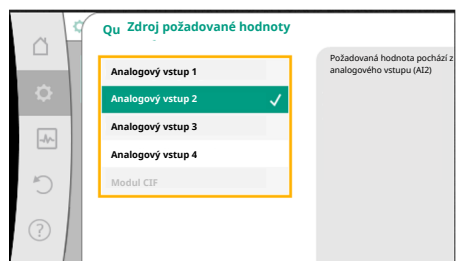 Qu Zdroj požadované hodnoty
Analogový vstup 1
Analogový vstup 2
Analogový vstup 3
Analogový vstup 4
Modul CIF
Požadovaná hodnota pochází z
analogového vstupu (AI2)